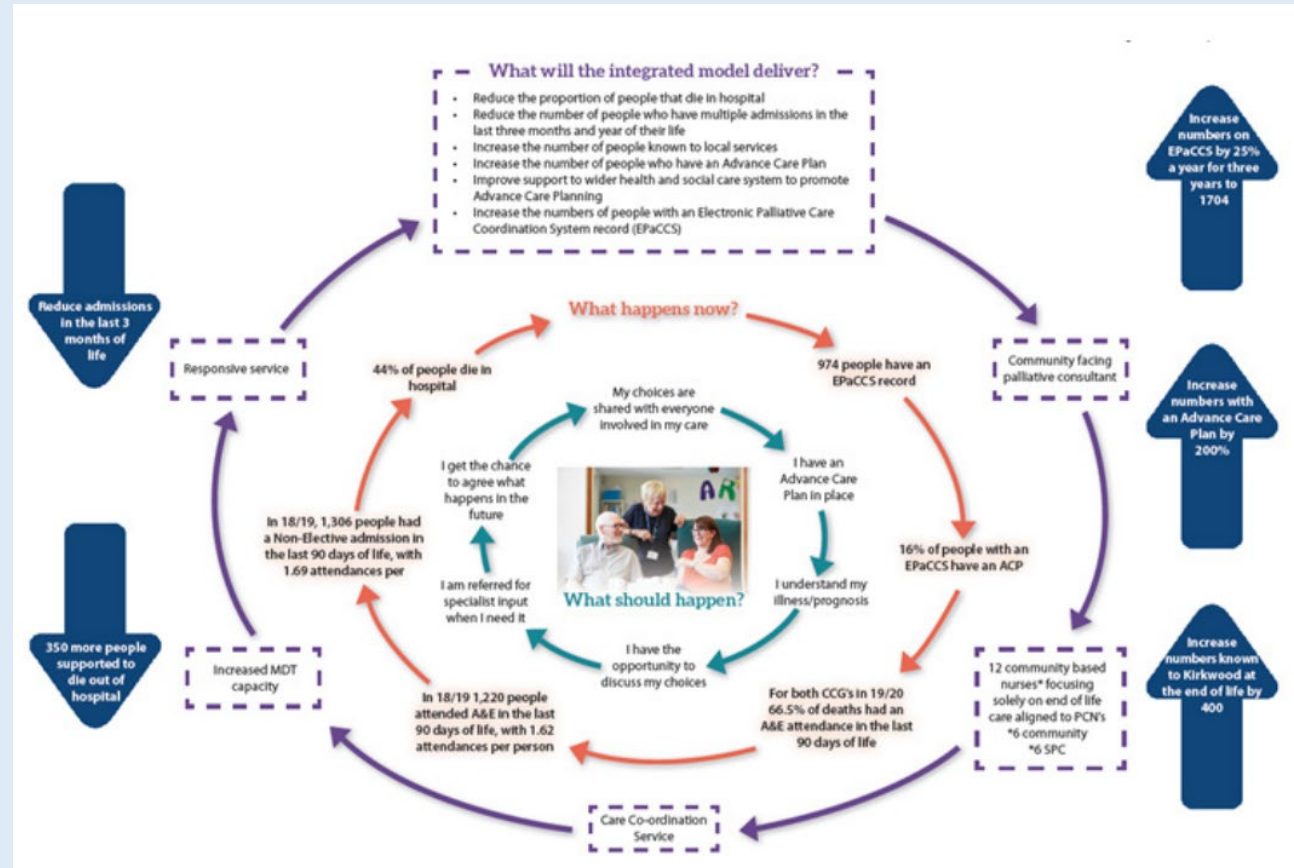 What will the integrated model deliver?
• Reduce the proportion of people that die in hospital
• Reduce the number of people who have multiple admissions in the
last three months and year of their life
• Increase the number of people known to local services
• Increase the number of people who have an Advance Care Plan
• Improve support to wider health and social care system to promote
Advance Care Planning
• Increase the numbers of people with an Electronic Palliative Care
Coordination System record (EPaCCS)
Increase
numbers on
EPaCCS by 25%
a year for three
years to
1704
Reduce admissions
in the last 3
months of
life
Responsive service
Community facing
palliative consultant
Increase
numbers with
an Advance Care
Plan by
200%
What happens now?
44% of people die in
hospital
974 people have an
EPaCCS record
My choices are
shared with everyone
involved in my care
I get the chance
to agree what
happens in the
future
I have an
Advance Care
Plan in place
In 18/19, 1,306 people had
a Non-Elective admission in
the last 90 days of life, with
1.69 attendances per
16% of people with an
EPaCCS have an ACP
I am referred for
specialist input
when I need it
AR
What should happen?
I understand my
illness/prognosis
I have the
opportunity to
discuss my choices
350 more people
supported to
die out of
hospital
Increased MDT
capacity
In 18/19 1,220 people
attended A&E in the last
90 days of life, with 1.62
attendances per person
For both CCG's in 19/20
66.5% of deaths had an
A&E attendance in the last
90 days of life
12 community based
nurses* focusing
solely on end of life
care aligned to PCN's
*6 community
*6 SPC
Increase
numbers known
to Kirkwood at
the end of life by
400
Care Co-ordination
Service